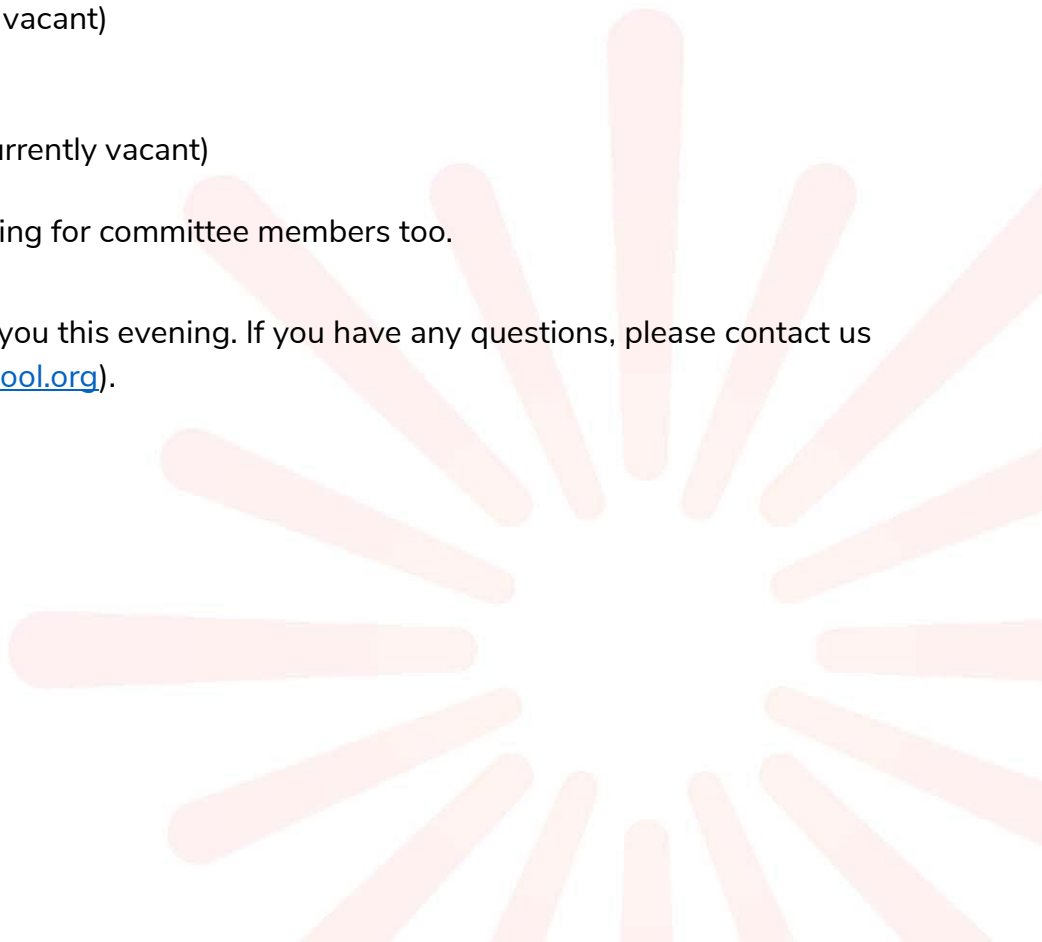 vacant)
urrently vacant)
ing for committee members too.
you this evening. If you have any questions, please contact us
ool.org).